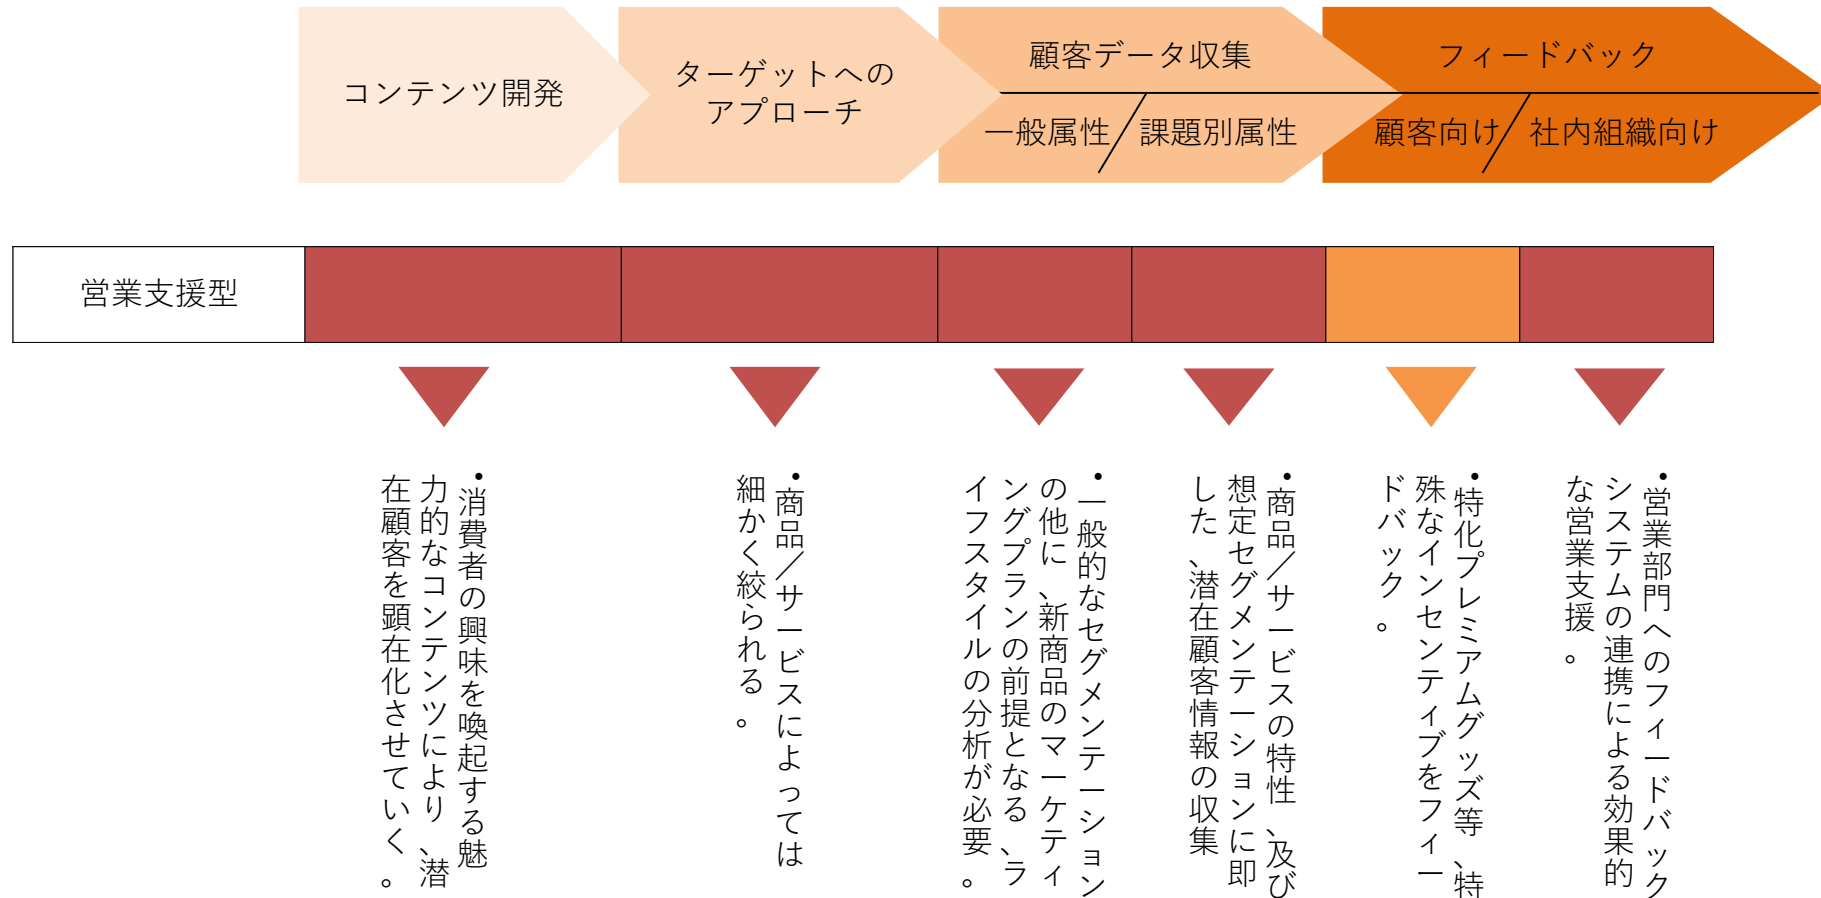 コンテンツ開発
ターゲットへの
アプローチ
顧客データ収集
一般属性／課題別属性
フィードバック
顧客向け／社内組織向け
営業支援型
・消費者の興味を喚起する魅
力的なコンテンツにより、潜
在顧客を顕在化させていく。
・商品／サービスによっては
細かく絞られる。
・一般的なセグメンテーション
の他に、新商品のマーケティ
ングプランの前提となる、ラ
イフスタイルの分析が必要。
・商品／サービスの特性、及び
想定セグメンテーションに即
した、潜在顧客情報の収集
・特化プレミアムグッズ等、特
殊なインセンティブをフィー
ドバック。
・営業部門へのフィードバック
システムの連携による効果的
な営業支援。